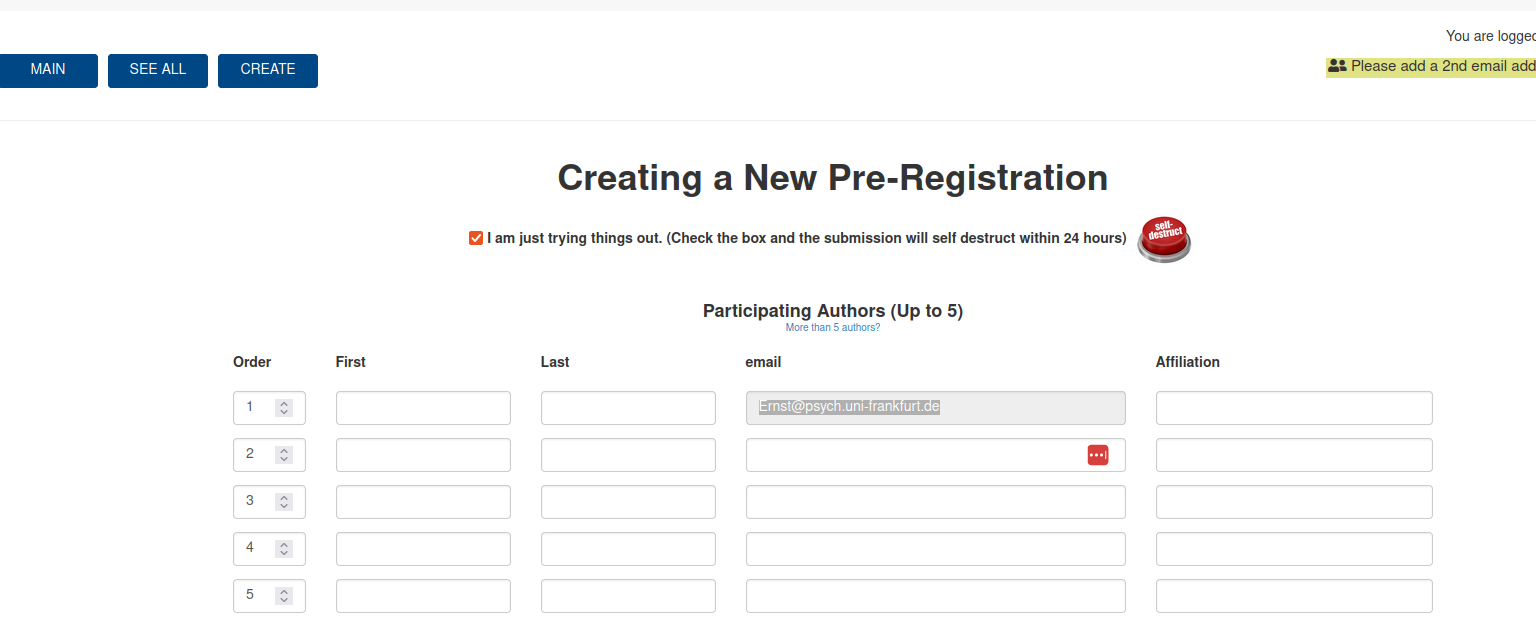 You are logged
MAIN SEE ALL CREATE
Please add a 2nd email add
Creating a New Pre-Registration
I am just trying things out. (Check the box and the submission will self destruct within 24 hours)
self-
destruct
Participating Authors (Up to 5)
More than 5 authors?
Order First Last email Affiliation
1 Ernst@psych.uni-frankfurt.de
2
3
4
5